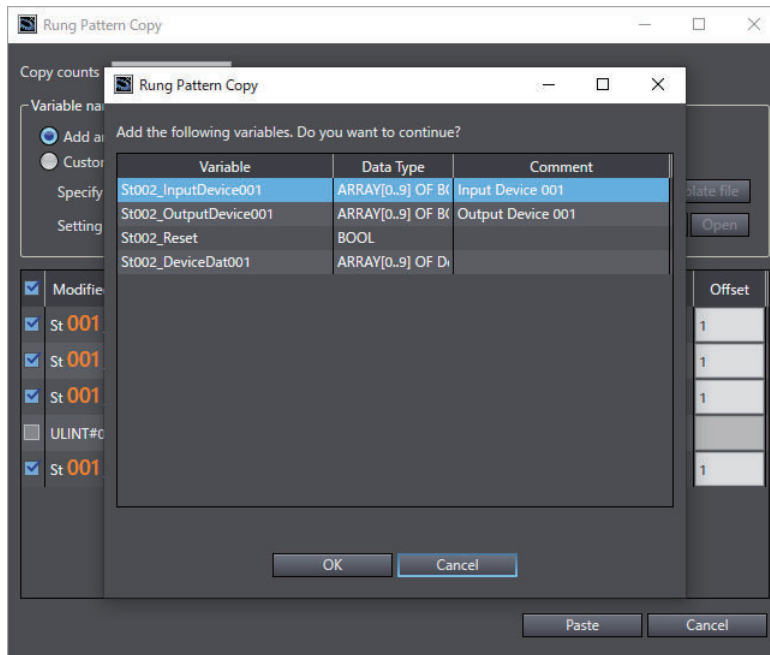 Rung Pattern Copy
Copy counts
Rung Pattern Copy
Variable na
Add the following variables. Do you want to continue?
Add a
Custor
Specify
plate file
Setting
Open
Variable Data Type Comment
St002_InputDevice001 ARRAY[0..9] OF BO Input Device 001
St002_OutputDevice001 ARRAY[0..9] OF BO Output Device 001
St002_Reset BOOL
St002_DeviceDat001 ARRAY[0..9] OF D
Modifie Offset
St 001 1
St 001 1
St 001 1
ULINT#0
St 001 1
OK Cancel
Paste Cancel